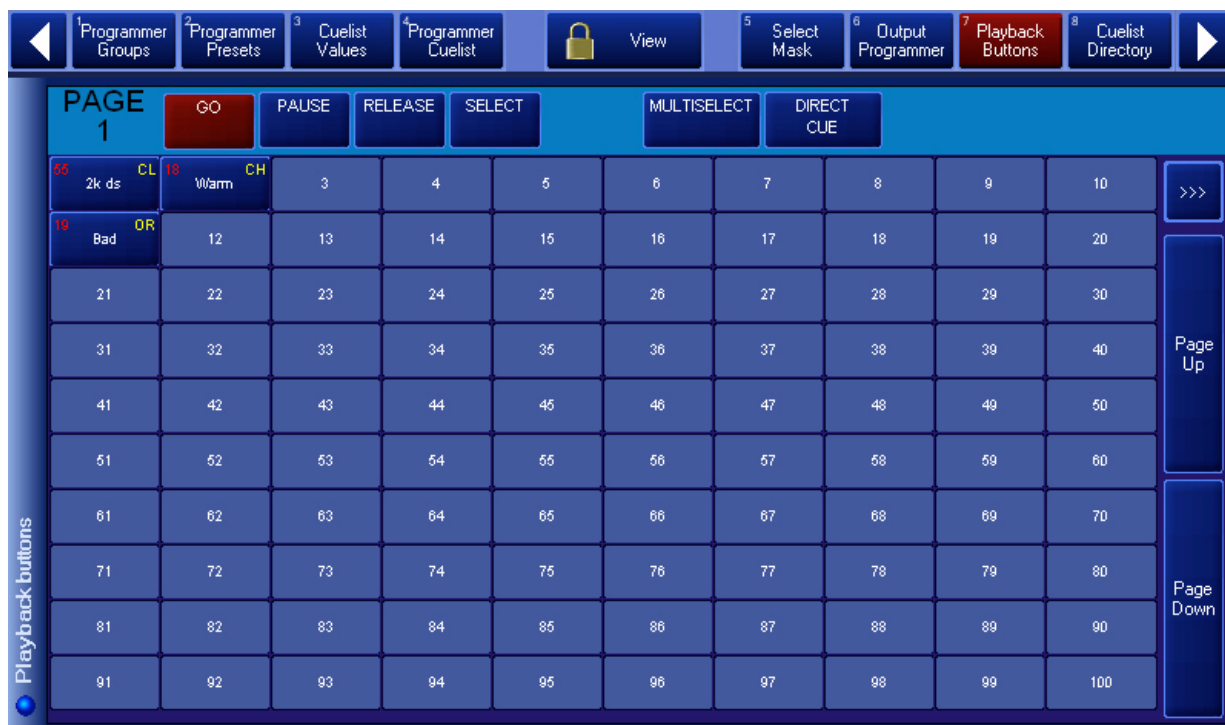 1 Programmer Groups 2 Programmer Presets 3 Cuelist Values 4 Programmer Cuelist View 5 Select Mask 6 Output Programmer 7 Playback Buttons 8 Cuelist Directory
PAGE 1 GO PAUSE RELEASE SELECT MULTISELECT DIRECT CUE
55 CL 2k ds 18 CH Warm 3 4 5 6 7 8 9 10 >>>
19 OR Bad 12 13 14 15 16 17 18 19 20
21 22 23 24 25 26 27 28 29 30
31 32 33 34 35 36 37 38 39 40
Page Up
41 42 43 44 45 46 47 48 49 50
51 52 53 54 55 56 57 58 59 60
61 62 63 64 65 66 67 68 69 70
71 72 73 74 75 76 77 78 79 80
Page Down
81 82 83 84 85 86 87 88 89 90
91 92 93 94 95 96 97 98 99 100
Playback buttons